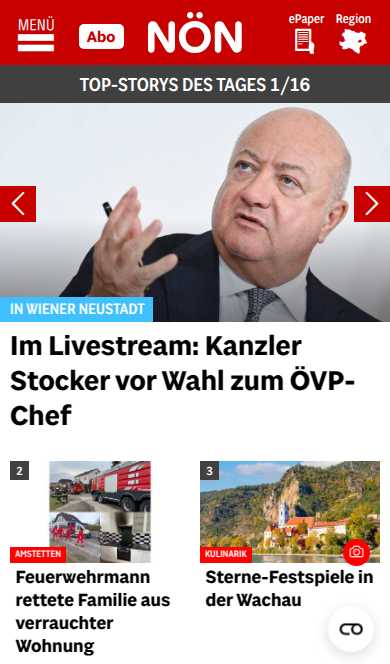 MENÜ
Abo
NÖN
ePaper
Region
TOP-STORYS DES TAGES 1/16
IN WIENER NEUSTADT
Im Livestream: Kanzler
Stocker vor Wahl zum ÖVP-
Chef
2
AMSTETTEN
Feuerwehrmann
rettete Familie aus
verrauchter
Wohnung
3
KULINARIK
Sterne-Festspiele in
der Wachau